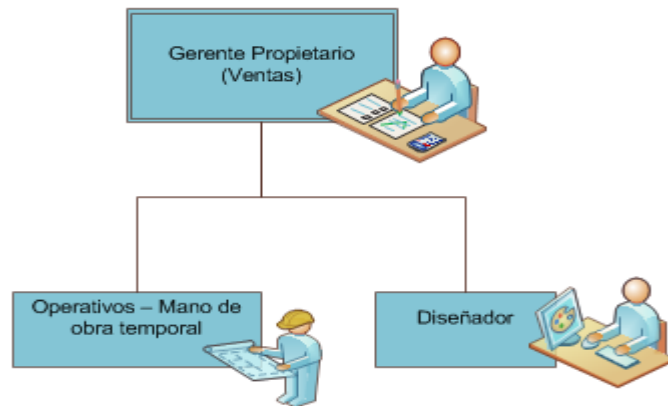 Gerente Propietario
(Ventas)
Operativos – Mano de
obra temporal
Diseñador